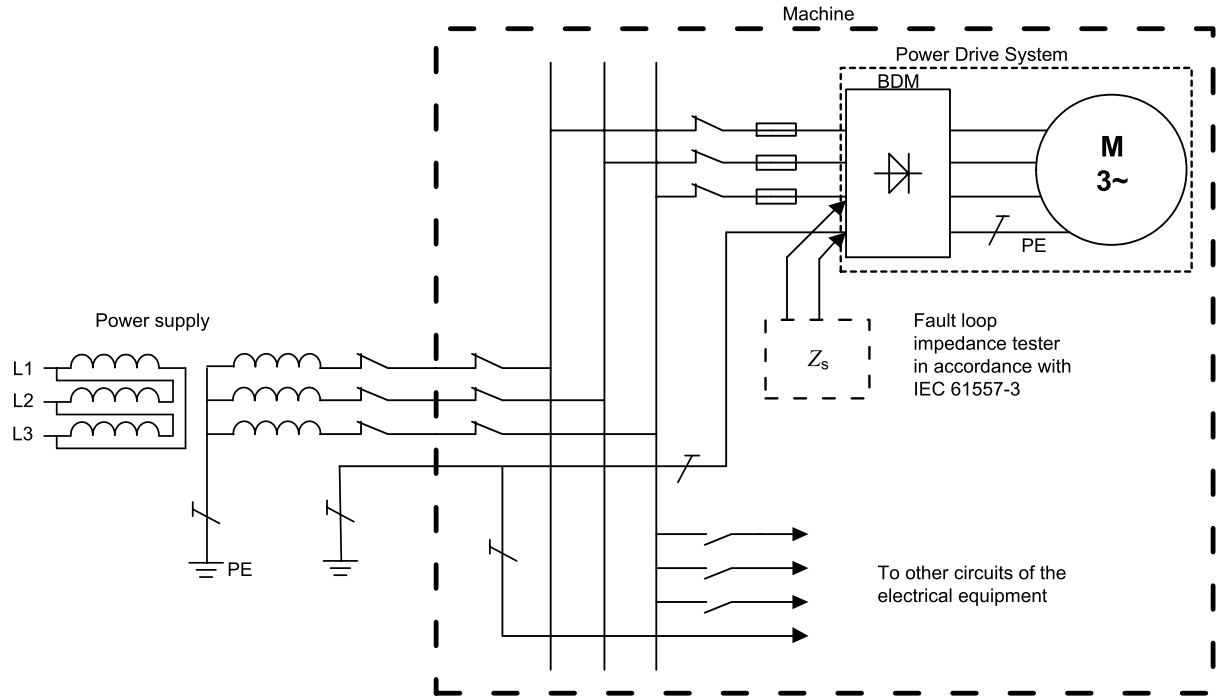 Machine
Power Drive System
BDM
M
3~
PE
Power supply
L1
L2
L3
Zs
Fault loop
impedance tester
in accordance with
IEC 61557-3
PE
To other circuits of the
electrical equipment